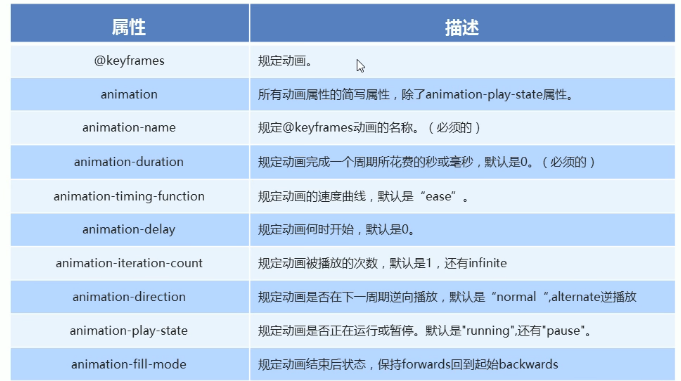 属性 描述
@keyframes 规定动画。
animation 所有动画属性的简写属性，除了animation-play-state属性。
animation-name 规定@keyframes动画的名称。（必须的）
animation-duration 规定动画完成一个周期所花费的秒或毫秒，默认是0。（必须的）
animation-timing-function 规定动画的速度曲线，默认是“ease”。
animation-delay 规定动画何时开始，默认是0。
animation-iteration-count 规定动画被播放的次数，默认是1，还有infinite
animation-direction 规定动画是否在下一周期逆向播放，默认是“normal“,alternate逆播放
animation-play-state 规定动画是否正在运行或暂停。默认是"running",还有"pause"。
animation-fill-mode 规定动画结束后状态，保持forwards回到起始backwards